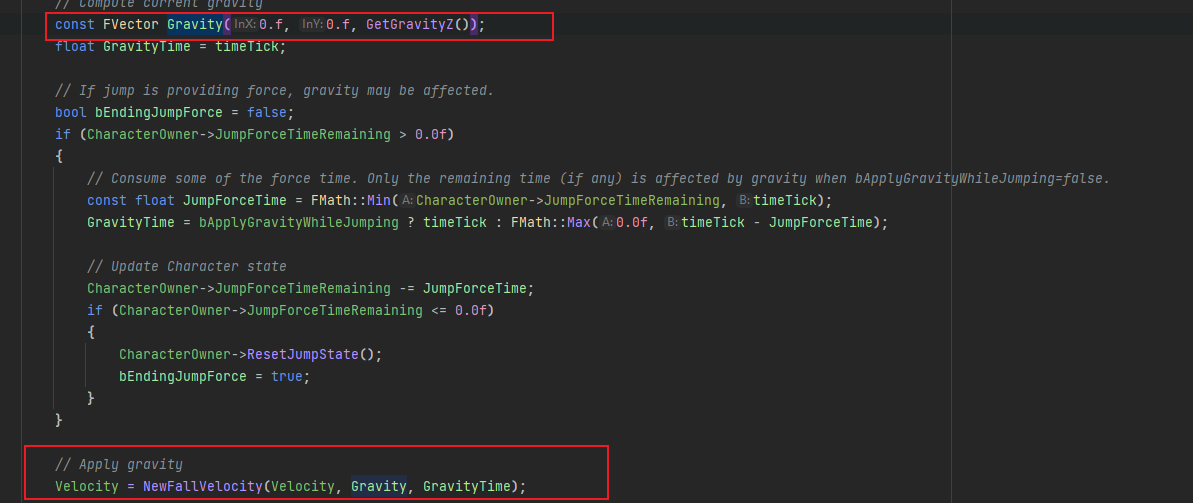 // Compute current gravity
const FVector Gravity(InX: 0.f, InY: 0.f, GetGravityZ());
float GravityTime = timeTick;
// If jump is providing force, gravity may be affected.
bool bEndingJumpForce = false;
if (CharacterOwner->JumpForceTimeRemaining > 0.0f)
{
// Consume some of the force time. Only the remaining time (if any) is affected by gravity when bApplyGravityWhileJumping=false.
const float JumpForceTime = FMath::Min(A: CharacterOwner->JumpForceTimeRemaining, B: timeTick);
GravityTime = bApplyGravityWhileJumping ? timeTick : FMath::Max(A: 0.0f, B: timeTick - JumpForceTime);
// Update Character state
CharacterOwner->JumpForceTimeRemaining -= JumpForceTime;
if (CharacterOwner->JumpForceTimeRemaining <= 0.0f)
{
CharacterOwner->ResetJumpState();
bEndingJumpForce = true;
}
}
// Apply gravity
Velocity = NewFallVelocity(Velocity, Gravity, GravityTime);